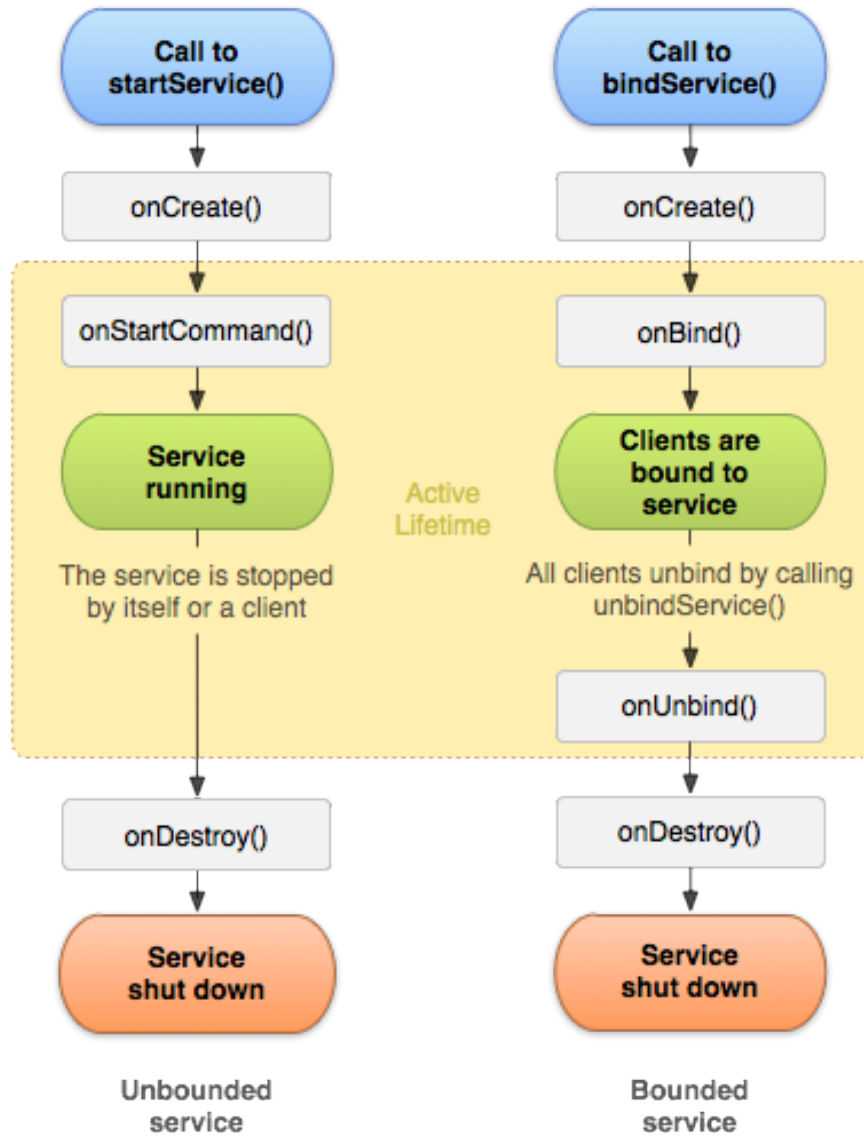 Call to
startService()
onCreate()
onStartCommand()
Service
running
The service is stopped
by itself or a client
onDestroy()
Service
shut down
Unbounded
service
Active
Lifetime
Call to
bindService()
onCreate()
onBind()
Clients are
bound to
service
All clients unbind by calling
unbindService()
onUnbind()
onDestroy()
Service
shut down
Bounded
service